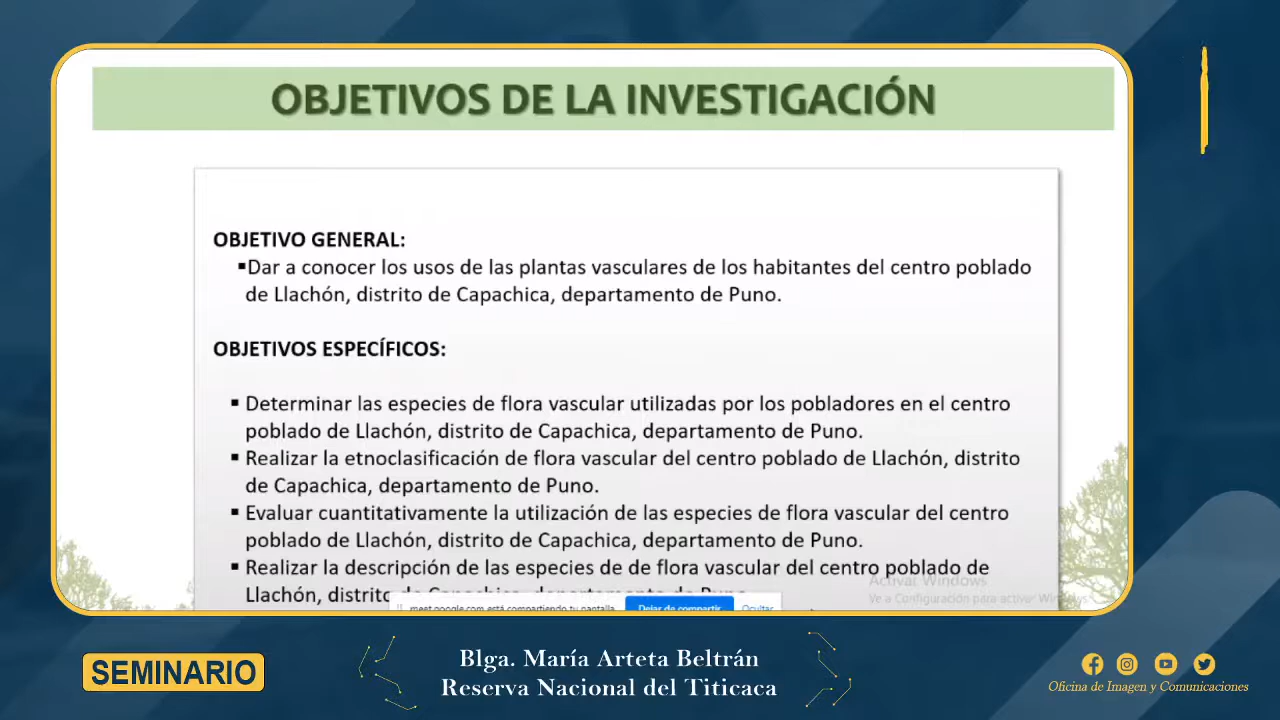 OBJETIVOS DE LA INVESTIGACIÓN
OBJETIVO GENERAL:
▪Dar a conocer los usos de las plantas vasculares de los habitantes del centro poblado
de Llachón, distrito de Capachica, departamento de Puno.
OBJETIVOS ESPECÍFICOS:
▪ Determinar las especies de flora vascular utilizadas por los pobladores en el centro
poblado de Llachón, distrito de Capachica, departamento de Puno.
▪ Realizar la etnoclasificación de flora vascular del centro poblado de Llachón, distrito
de Capachica, departamento de Puno.
▪ Evaluar cuantitativamente la utilización de las especies de flora vascular del centro
poblado de Llachón, distrito de Capachica, departamento de Puno.
▪ Realizar la descripción de las especies de de flora vascular del centro poblado de
Llachón, distrito de Capachica, departamento de Puno.
Activar Windows
Ve a Configuración para activar Windows.
meet.google.com está compartiendo tu pantalla. Dejar de compartir Ocultar
SEMINARIO
Blga. María Arteta Beltrán
Reserva Nacional del Titicaca
Oficina de Imagen y Comunicaciones